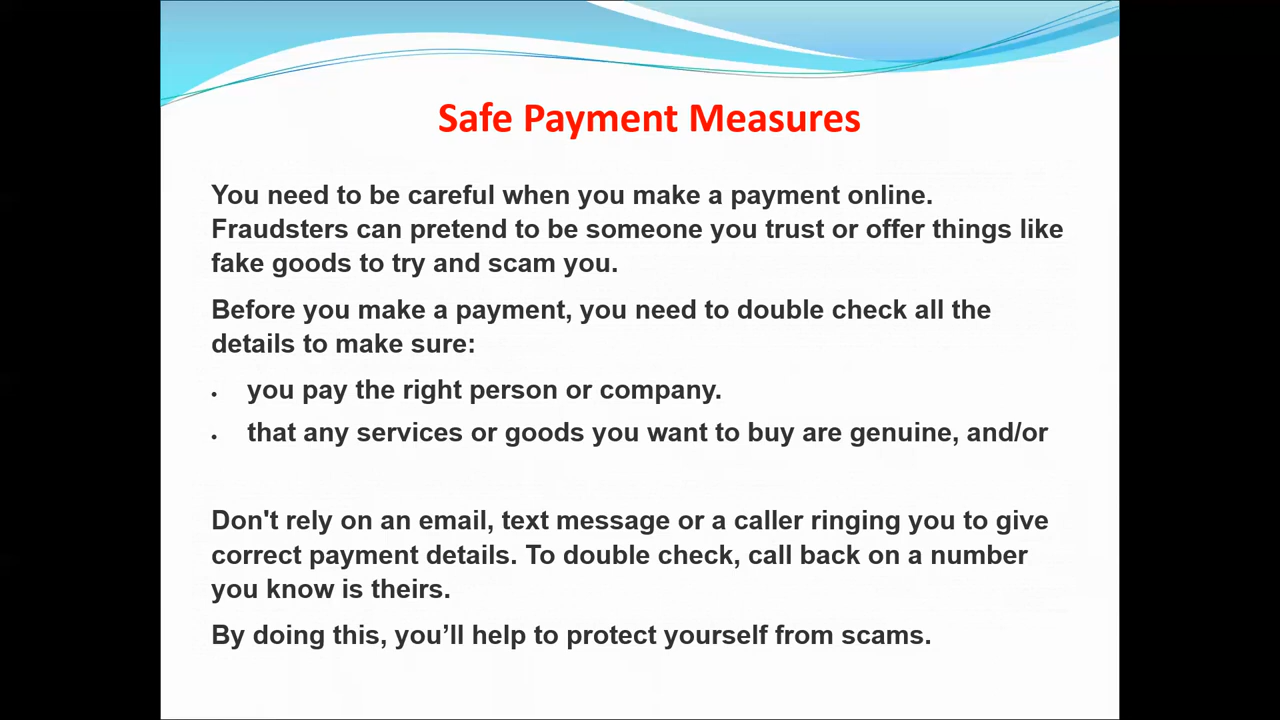 Safe Payment Measures
You need to be careful when you make a payment online.
Fraudsters can pretend to be someone you trust or offer things like
fake goods to try and scam you.
Before you make a payment, you need to double check all the
details to make sure:
• you pay the right person or company.
• that any services or goods you want to buy are genuine, and/or
Don't rely on an email, text message or a caller ringing you to give
correct payment details. To double check, call back on a number
you know is theirs.
By doing this, you’ll help to protect yourself from scams.